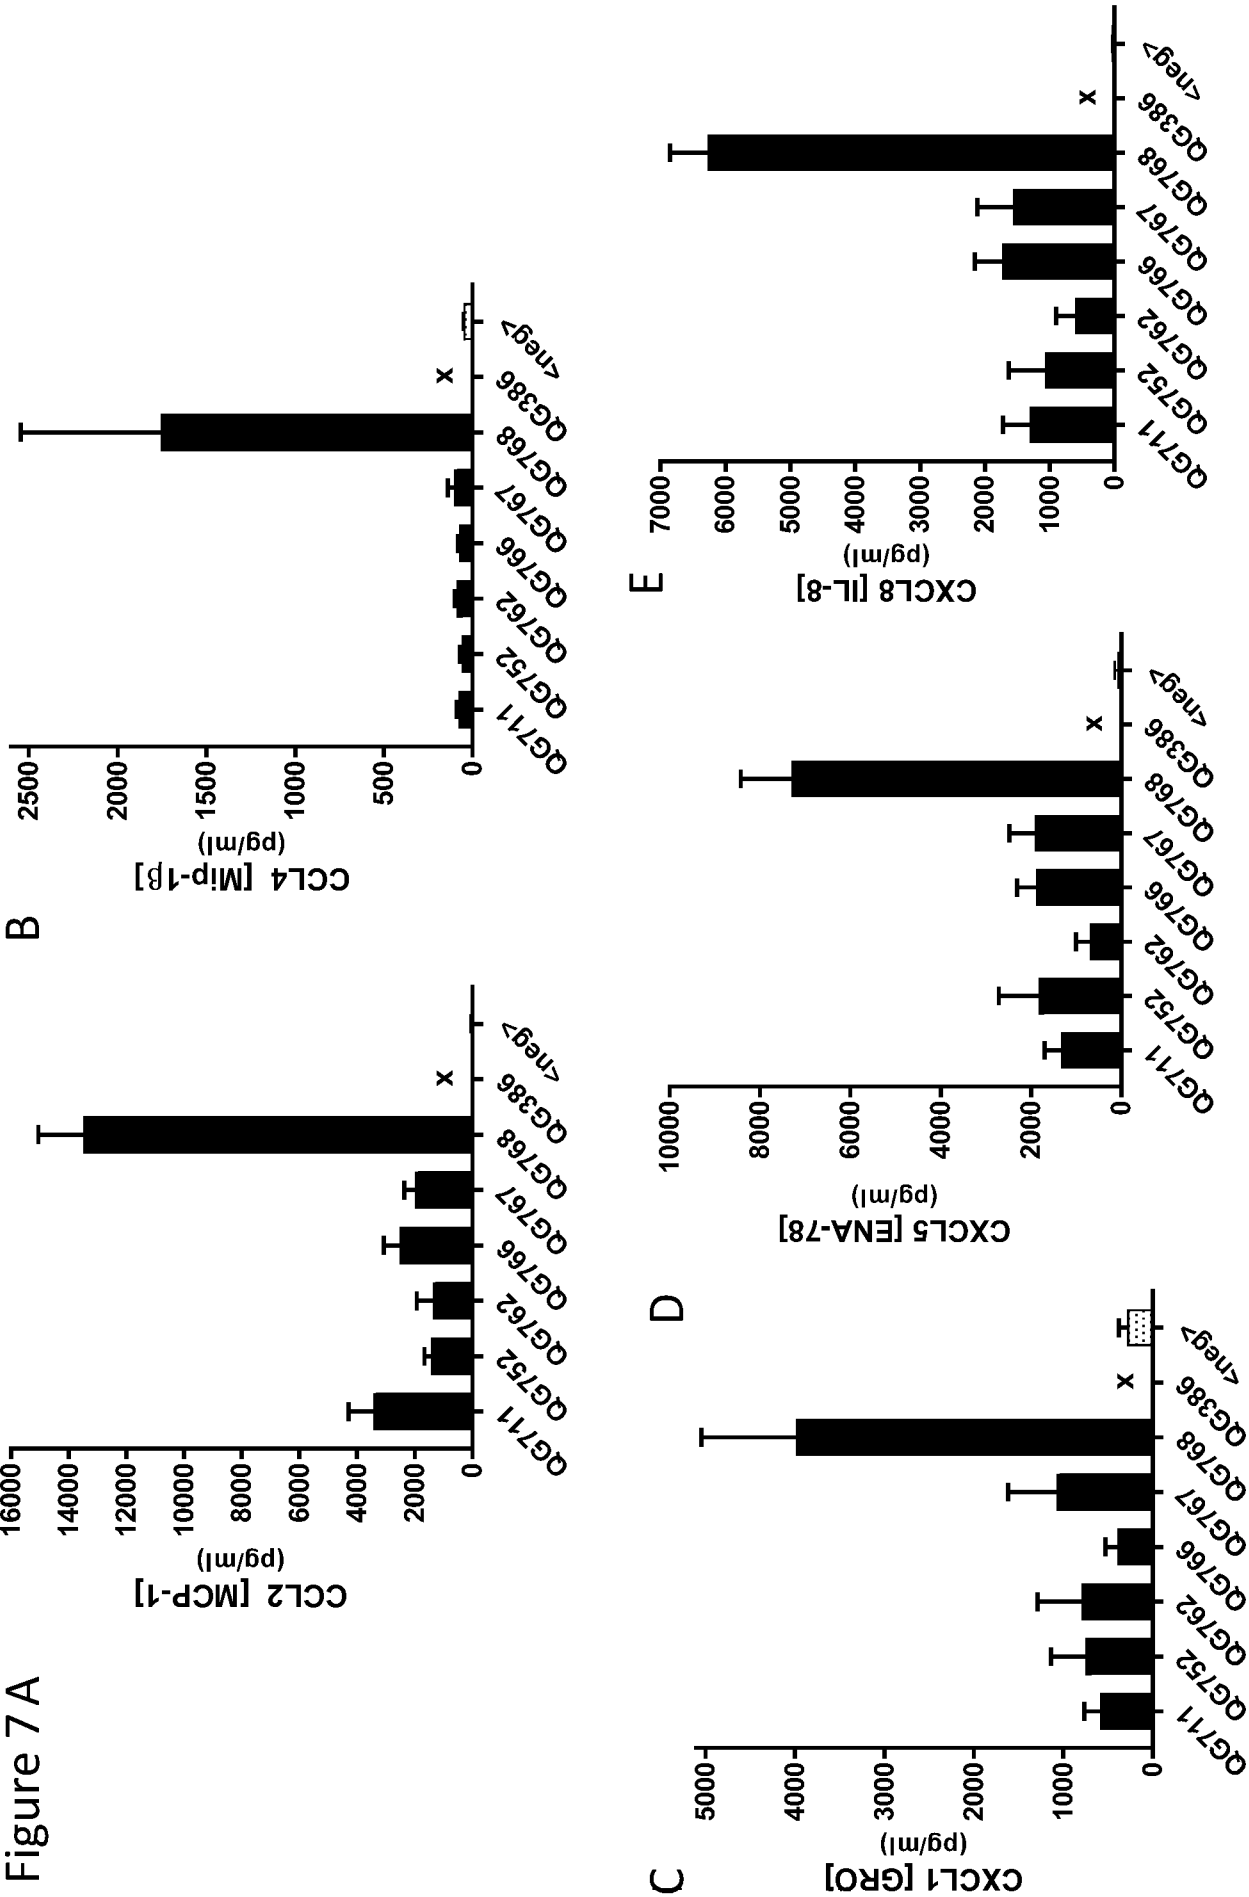 Figure 7A
CCL2 [MCP-1]
(pg/ml)
16000
14000
12000
10000
8000
6000
4000
2000
0
x
QG711
QG752
QG762
QG766
QG767
QG768
QG386
<neg>
B
CCL4 [Mip-1β]
(pg/ml)
2500
2000
1500
1000
500
0
x
QG711
QG752
QG762
QG766
QG767
QG768
QG386
<neg>
C
CXCL1 [GRO]
(pg/ml)
5000
4000
3000
2000
1000
0
x
QG711
QG752
QG762
QG766
QG767
QG768
QG386
<neg>
D
CXCL5 [ENA-78]
(pg/ml)
10000
8000
6000
4000
2000
0
x
QG711
QG752
QG762
QG766
QG767
QG768
QG386
<neg>
E
CXCL8 [IL-8]
(pg/ml)
7000
6000
5000
4000
3000
2000
1000
0
x
QG711
QG752
QG762
QG766
QG767
QG768
QG386
<neg>